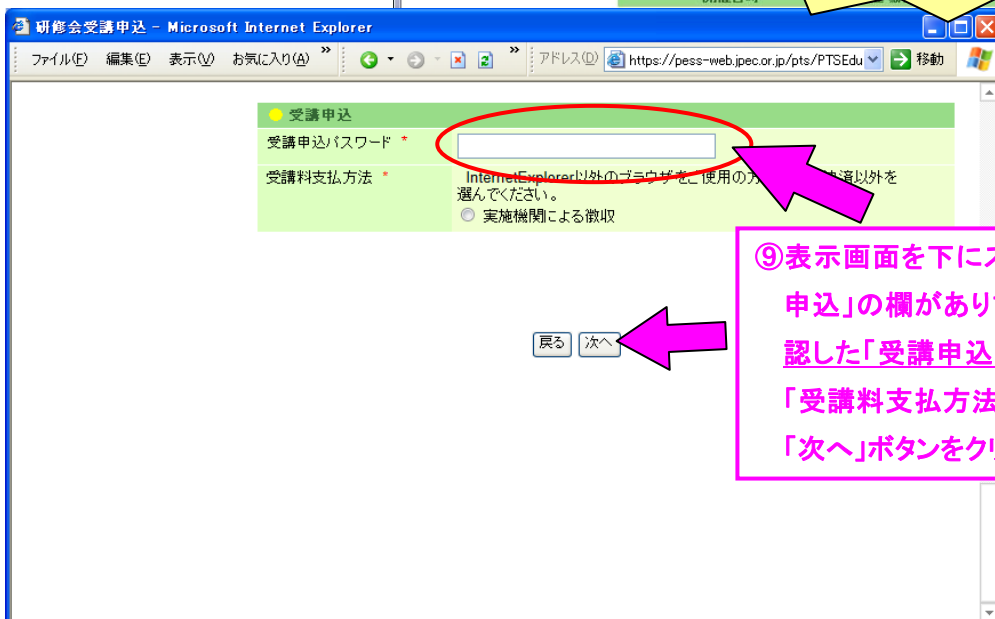 研修会受講申込 - Microsoft Internet Explorer
ファイル(F) 編集(E) 表示(V) お気に入り(A) » » アドレス(D) https://pess-web.jpec.or.jp/pts/PTSEdu 移動
受講申込
受講申込パスワード *
受講料支払方法 * InternetExplorer以外のブラウザをご使用の方 決済以外を
選んでください。
実施機関による徴収
⑨表示画面を下にス
申込」の欄があり
認した「受講申込
「受講料支払方法
「次へ」ボタンをクリ
戻る 次へ